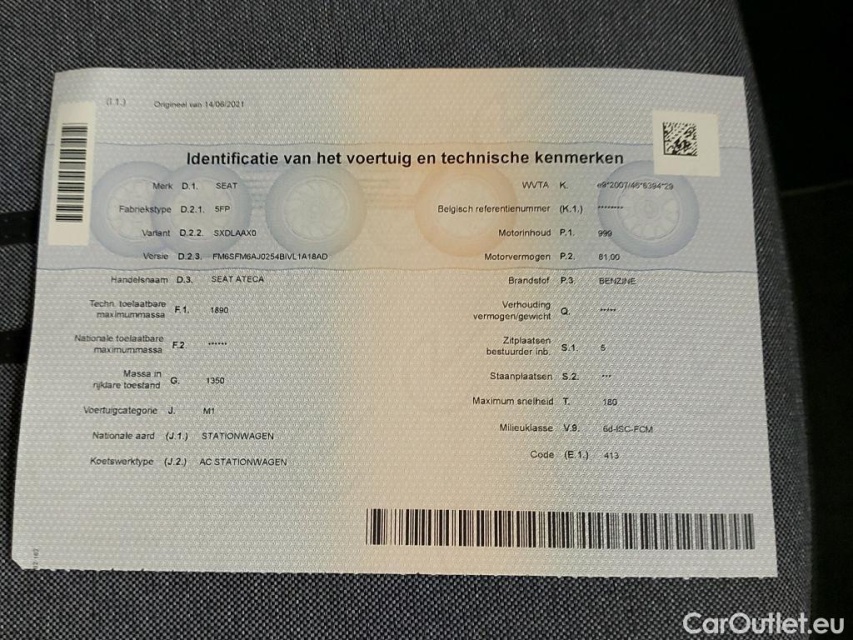 (I.1.) Origineel van 14/06/2021
Identificatie van het voertuig en technische kenmerken
Merk D.1. SEAT
Fabriekstype D.2.1. 5FP
Variant D.2.2. SXDLAAX0
Versie D.2.3. FM6SFM6AJ0254BIVL1A18AD
Handelsnaam D.3. SEAT ATECA
Techn. toelaatbare
maximummassa F.1. 1890
Nationale toelaatbare
maximummassa F.2 ******
Massa in
rijklare toestand G. 1350
Voertuigcategorie J. M1
Nationale aard (J.1.) STATIONWAGEN
Koetswerktype (J.2.) AC STATIONWAGEN
WVTA K. e9*2007/46*6394*29
Belgisch referentienummer (K.1.) ********
Motorinhoud P.1. 999
Motorvermogen P.2. 81.00
Brandstof P.3. BENZINE
Verhouding
vermogen/gewicht Q. *****
Zitplaatsen
bestuurder inb. S.1. 5
Staanplaatsen S.2. ***
Maximum snelheid T. 180
Milieuklasse V.9. 6d-ISC-FCM
Code (E.1.) 413
CarOutlet.eu